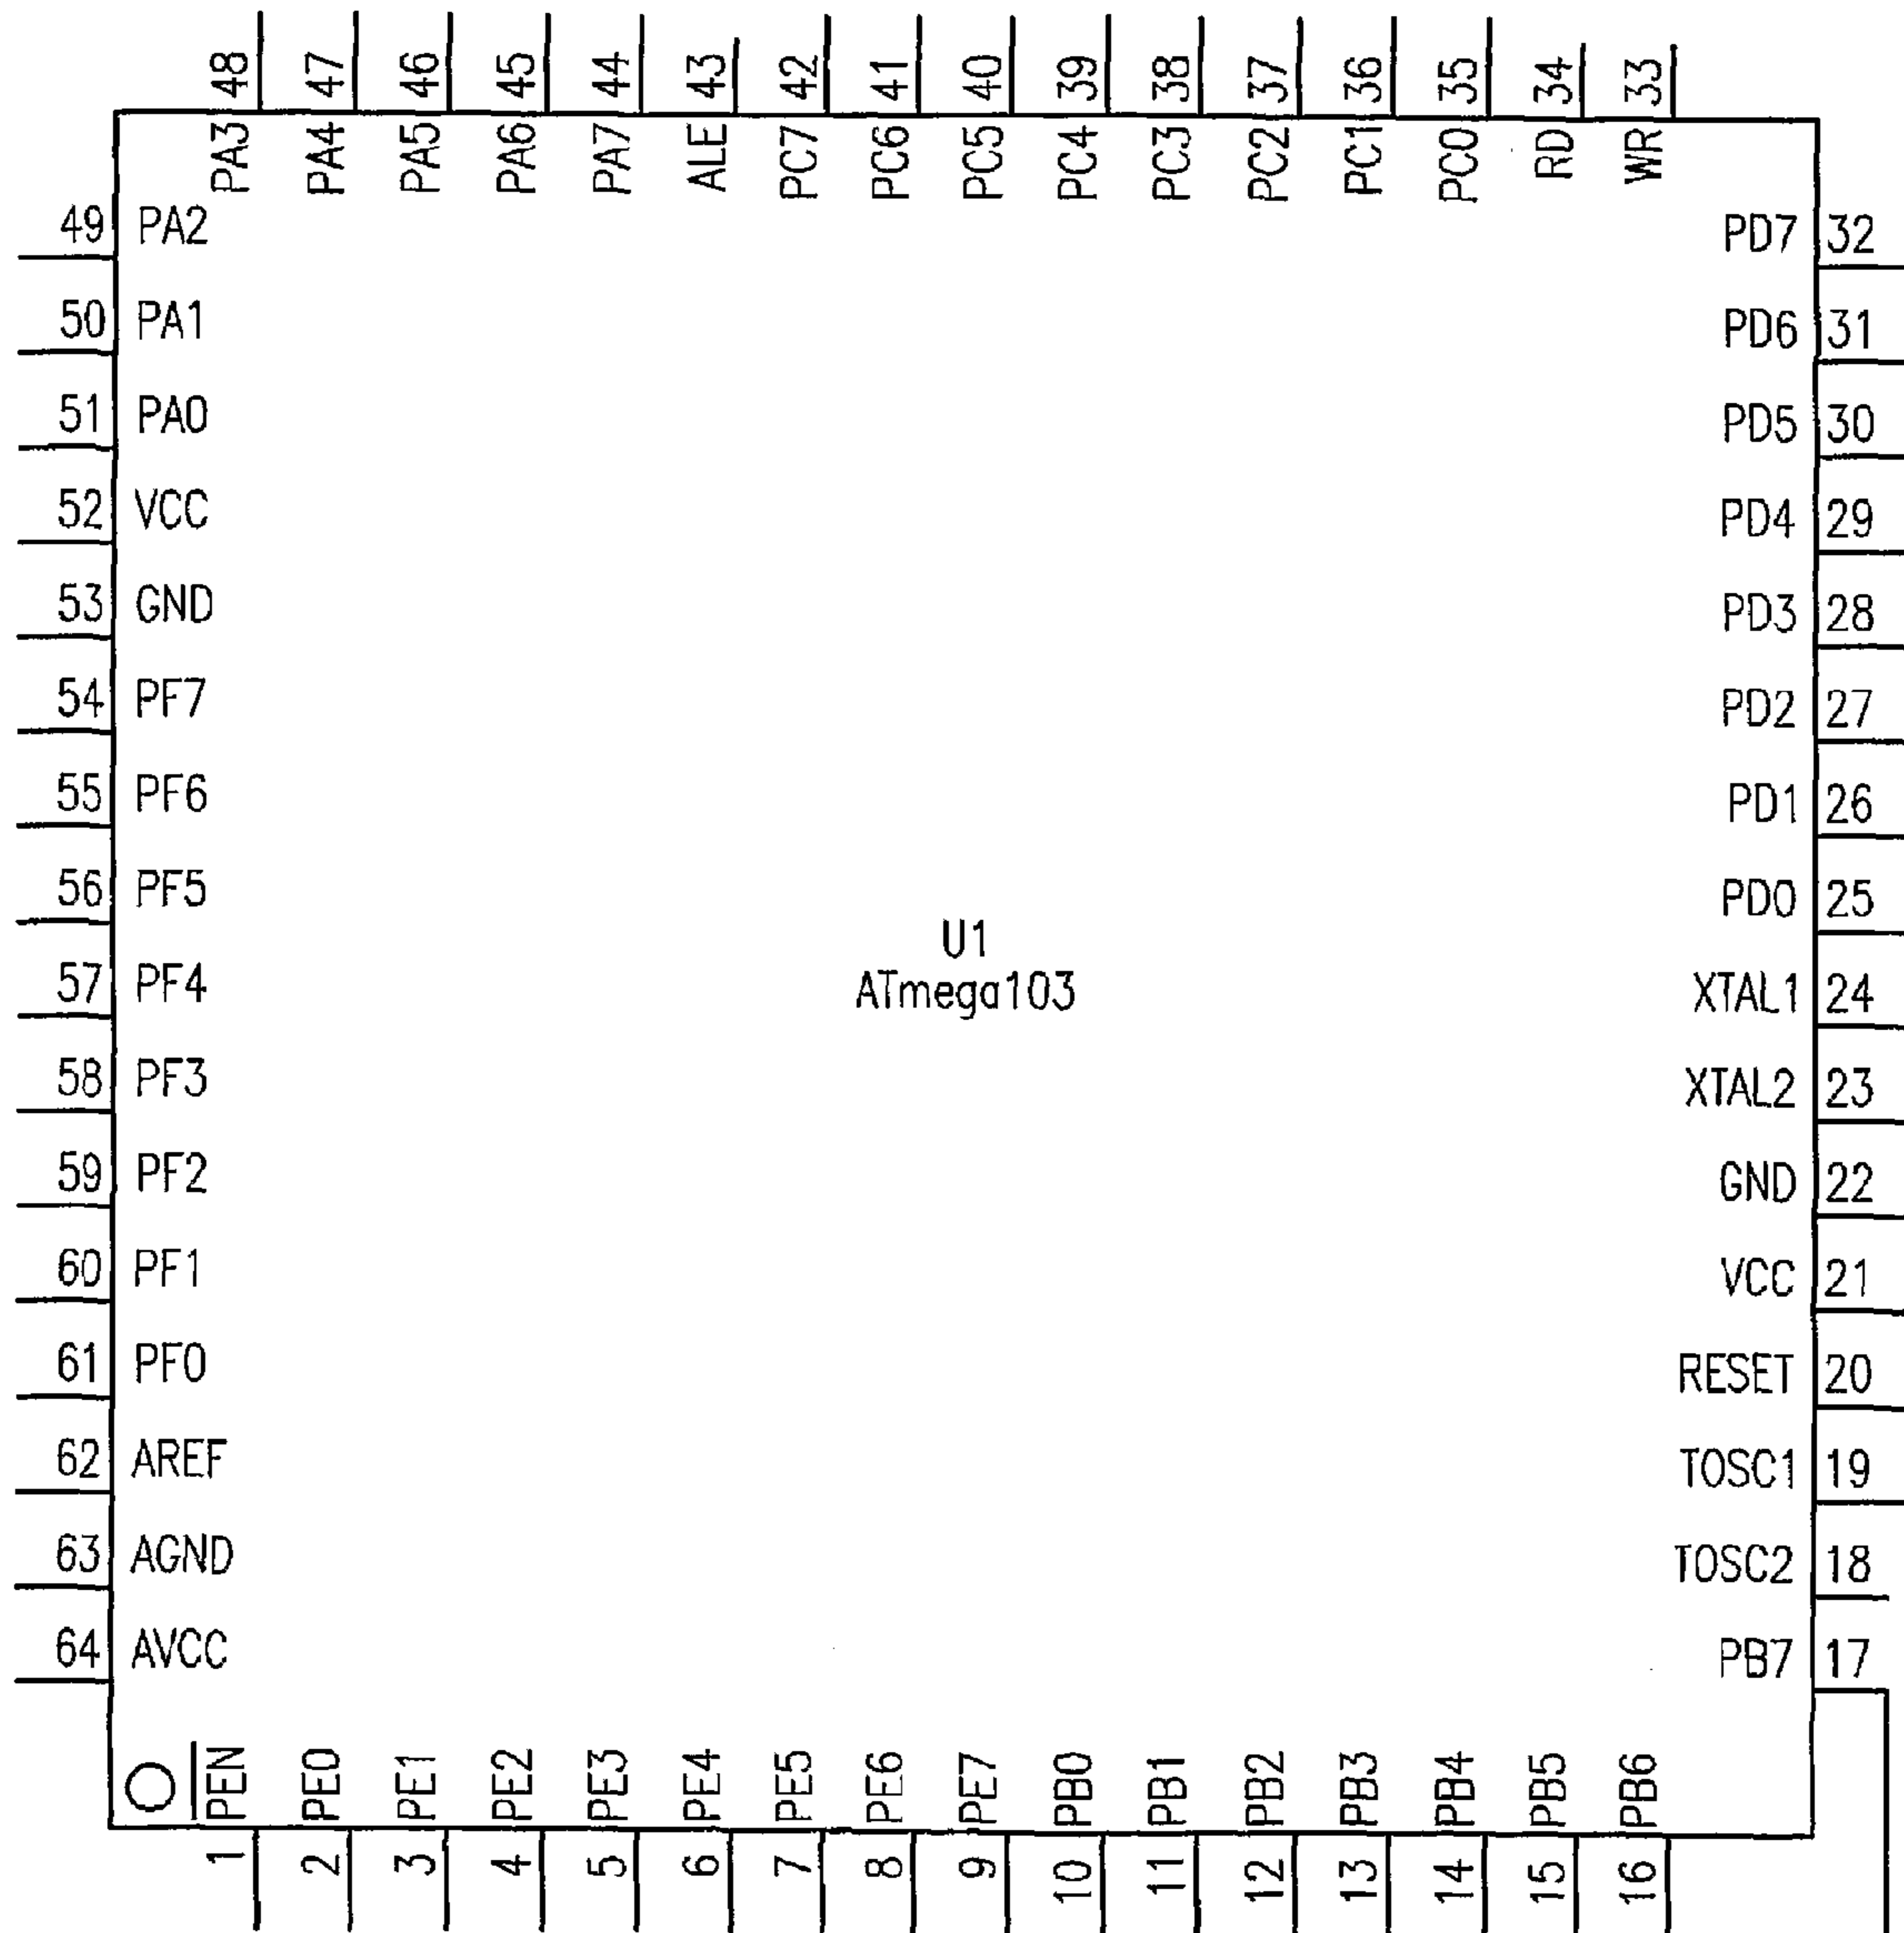 48 47 46 45 44 43 42 41 40 39 38 37 36 35 34 33
PA3 PA4 PA5 PA6 PA7 ALE PC7 PC6 PC5 PC4 PC3 PC2 PC1 PC0 RD WR
49 PA2 PD7 32
50 PA1 PD6 31
51 PA0 PD5 30
52 VCC PD4 29
53 GND PD3 28
54 PF7 PD2 27
55 PF6 PD1 26
56 PF5 PD0 25
U1
57 PF4 ATmega103 XTAL1 24
58 PF3 XTAL2 23
59 PF2 GND 22
60 PF1 VCC 21
61 PF0 RESET 20
62 AREF TOSC1 19
63 AGND TOSC2 18
64 AVCC PB7 17
PEN PE0 PE1 PE2 PE3 PE4 PE5 PE6 PE7 PB0 PB1 PB2 PB3 PB4 PB5 PB6
1 2 3 4 5 6 7 8 9 10 11 12 13 14 15 16